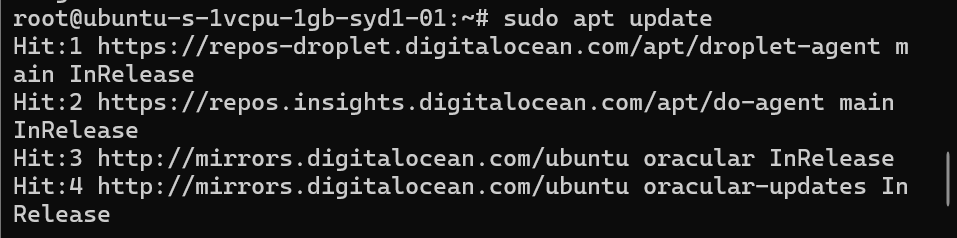 root@ubuntu-s-1vcpu-1gb-syd1-01:~# sudo apt update
Hit:1 https://repos-droplet.digitalocean.com/apt/droplet-agent m
ain InRelease
Hit:2 https://repos.insights.digitalocean.com/apt/do-agent main
InRelease
Hit:3 http://mirrors.digitalocean.com/ubuntu oracular InRelease
Hit:4 http://mirrors.digitalocean.com/ubuntu oracular-updates In
Release